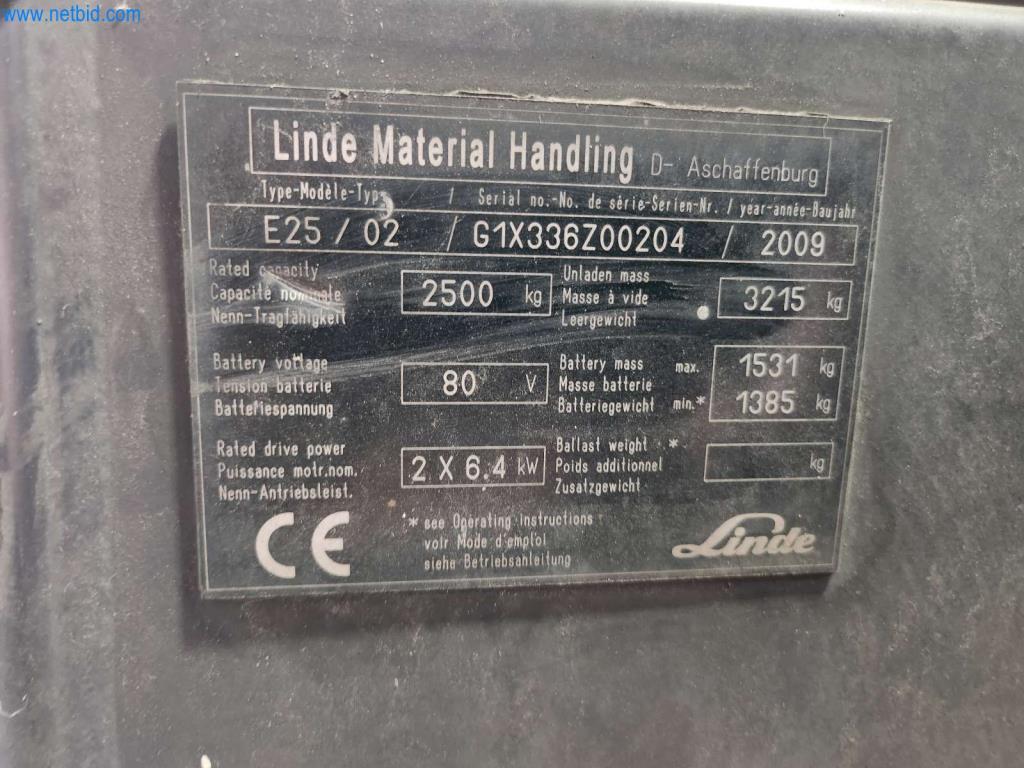 www.netbid.com
Linde Material Handling D- Aschaffenburg
Type-Modèle-Typ / Serial no.-No. de série-Serien-Nr. / year-année-Baujahr
E25 / 02 / G1X336Z00204 / 2009
Rated capacity
Capacité nominale
Nenn-Tragfähigkeit
2500 kg
Unladen mass
Masse à vide
Leergewicht
3215 kg
Battery voltage
Tension batterie
Batteriespannung
80 V
Battery mass max.
Masse batterie
Batteriegewicht min.*
1531 kg
1385 kg
Rated drive power
Puissance motr.nom.
Nenn-Antriebsleist.
2 X 6.4 kW
Ballast weight *
Poids additionnel
Zusatzgewicht
kg
CE
* see Operating instructions
voir Mode d'emploi
siehe Betriebsanleitung
Linde